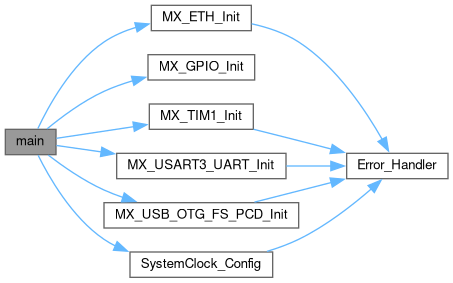 MX_ETH_Init
MX_GPIO_Init
MX_TIM1_Init
main
MX_USART3_UART_Init
Error_Handler
MX_USB_OTG_FS_PCD_Init
SystemClock_Config